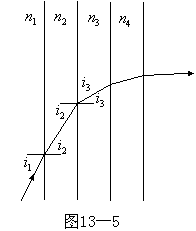 n₁ n₂ n₃ n₄
i₃
i₃
i₂
i₂
i₁
图13—5